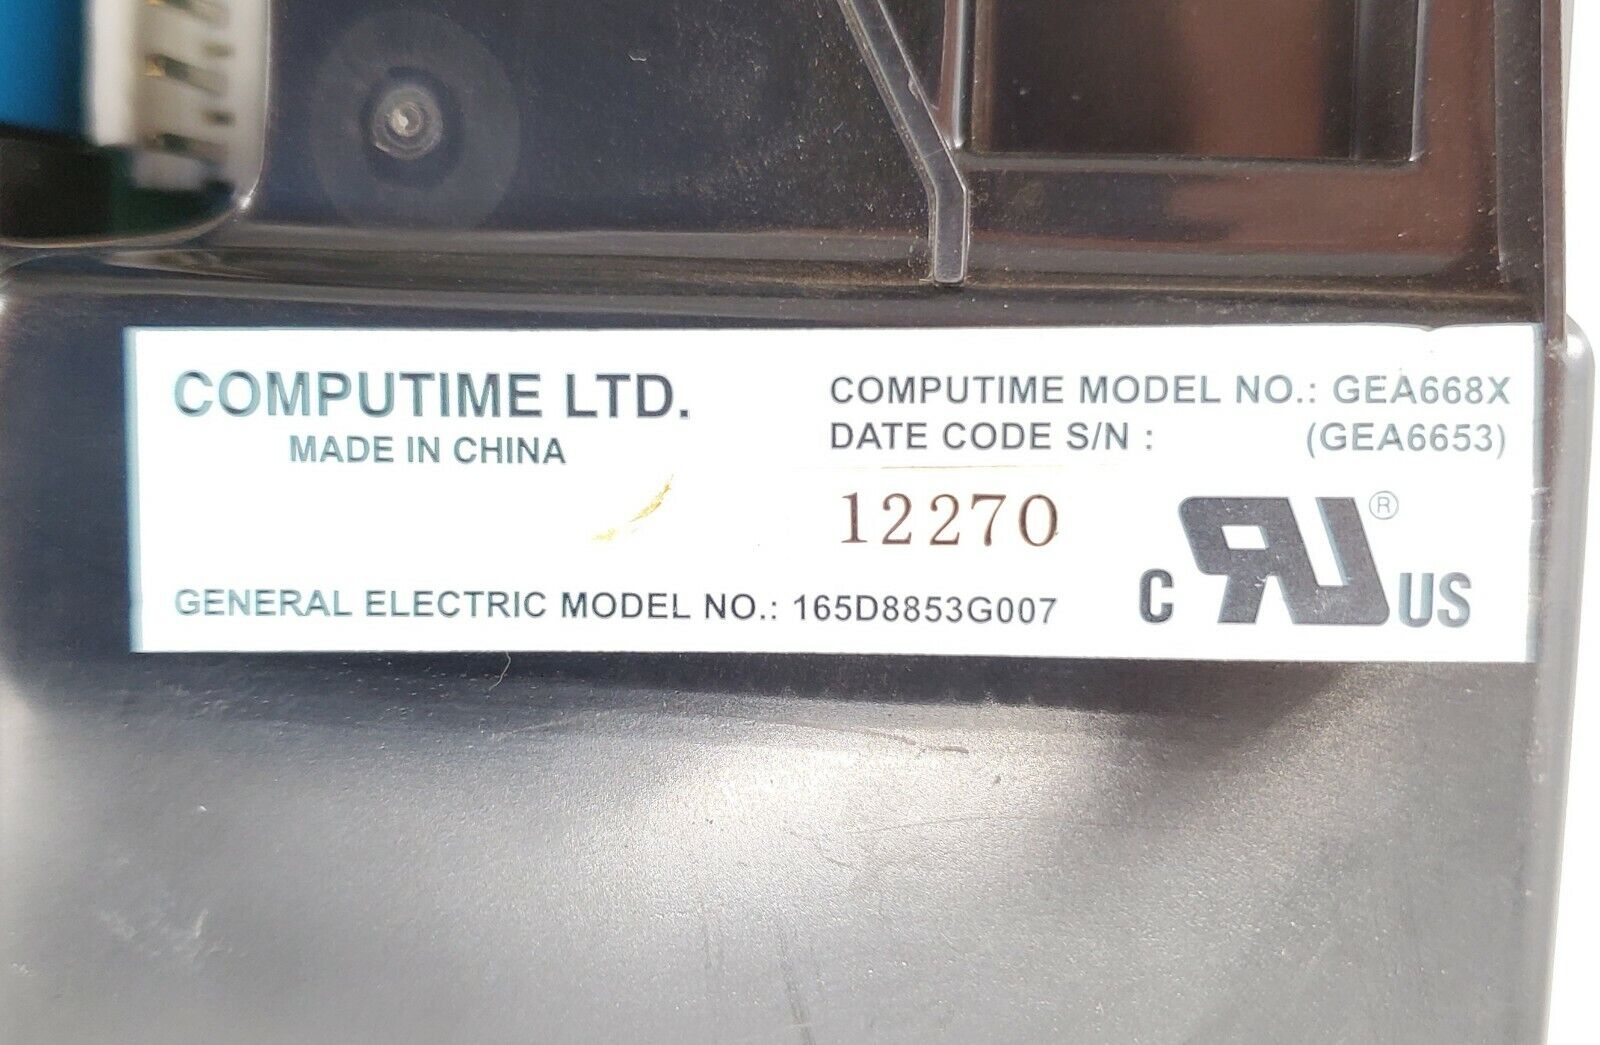 COMPUTIME LTD.
MADE IN CHINA
COMPUTIME MODEL NO.: GEA668X
DATE CODE S/N : (GEA6653)
12270
GENERAL ELECTRIC MODEL NO.: 165D8853G007
C RU® US